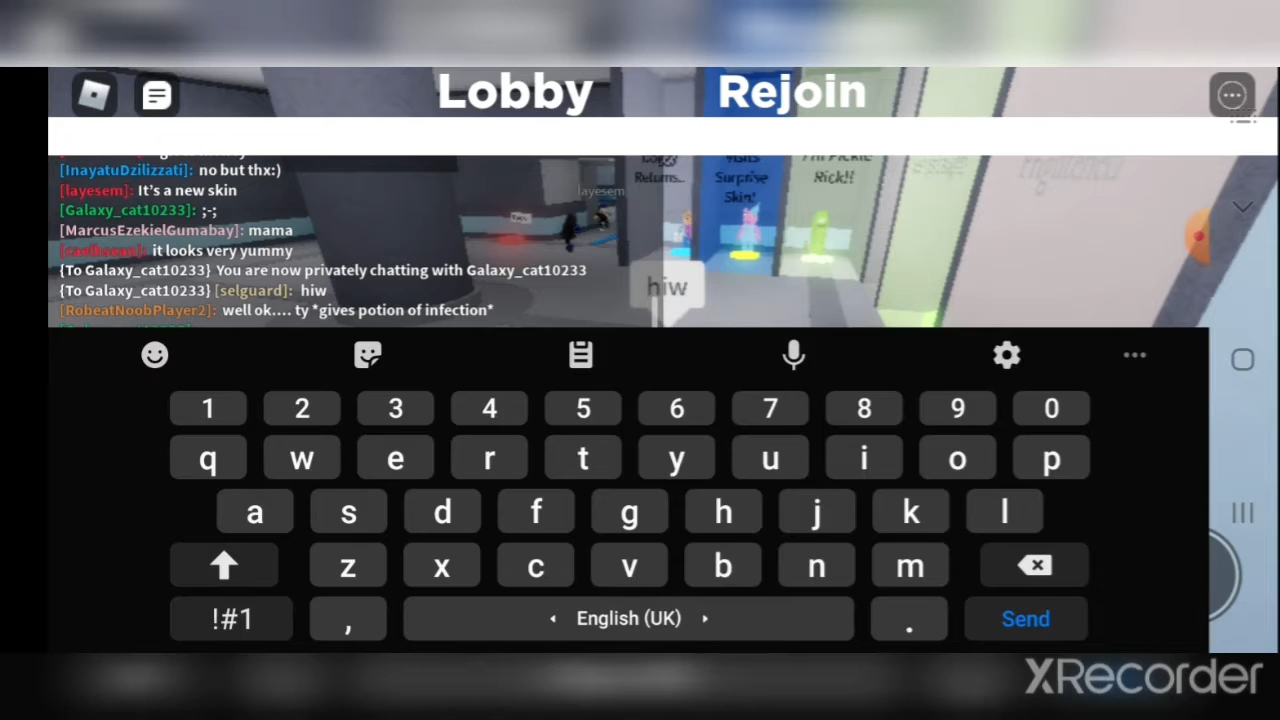 Lobby
Rejoin
[InayatuDzilizzati]: no but thx:)
[layesem]: It's a new skin
[Galaxy_cat10233]: ;-;
[MarcusEzekielGumabay]: mama
it looks very yummy
{To Galaxy_cat10233} You are now privately chatting with Galaxy_cat10233
{To Galaxy_cat10233} [selguard]: hiw
[RobeatNoobPlayer2]: well ok.... ty *gives potion of infection*
layesem
Returns...
Visits
Surprise
Skin!
I'm Pickle
Rick!!
hiw
1 2 3 4 5 6 7 8 9 0
q w e r t y u i o p
a s d f g h j k l
z x c v b n m
!#1 , English (UK) . Send
XRecorder